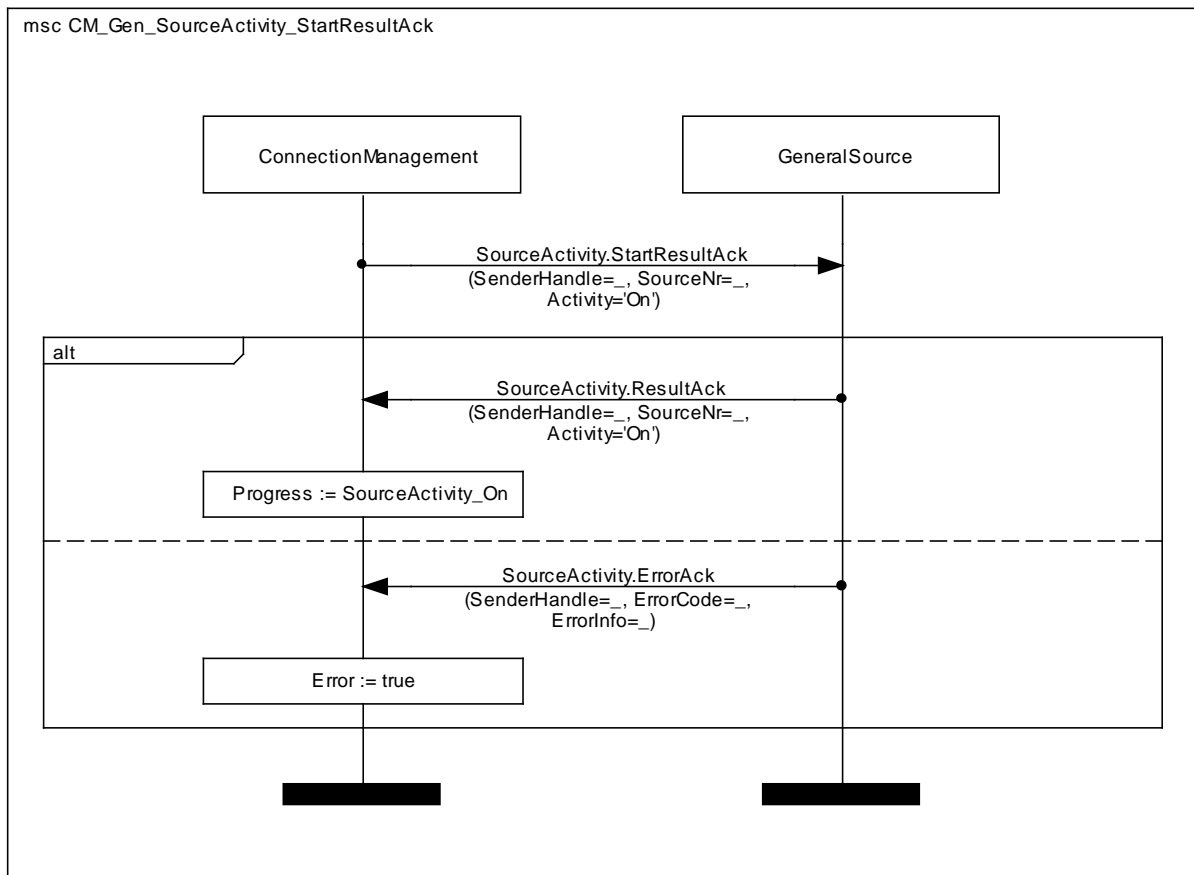 msc CM_Gen_SourceActivity_StartResultAck
ConnectionManagement
GeneralSource
SourceActivity.StartResultAck
(SenderHandle=_, SourceNr=_,
Activity='On')
alt
SourceActivity.ResultAck
(SenderHandle=_, SourceNr=_,
Activity='On')
Progress := SourceActivity_On
SourceActivity.ErrorAck
(SenderHandle=_, ErrorCode=_,
ErrorInfo=_)
Error := true